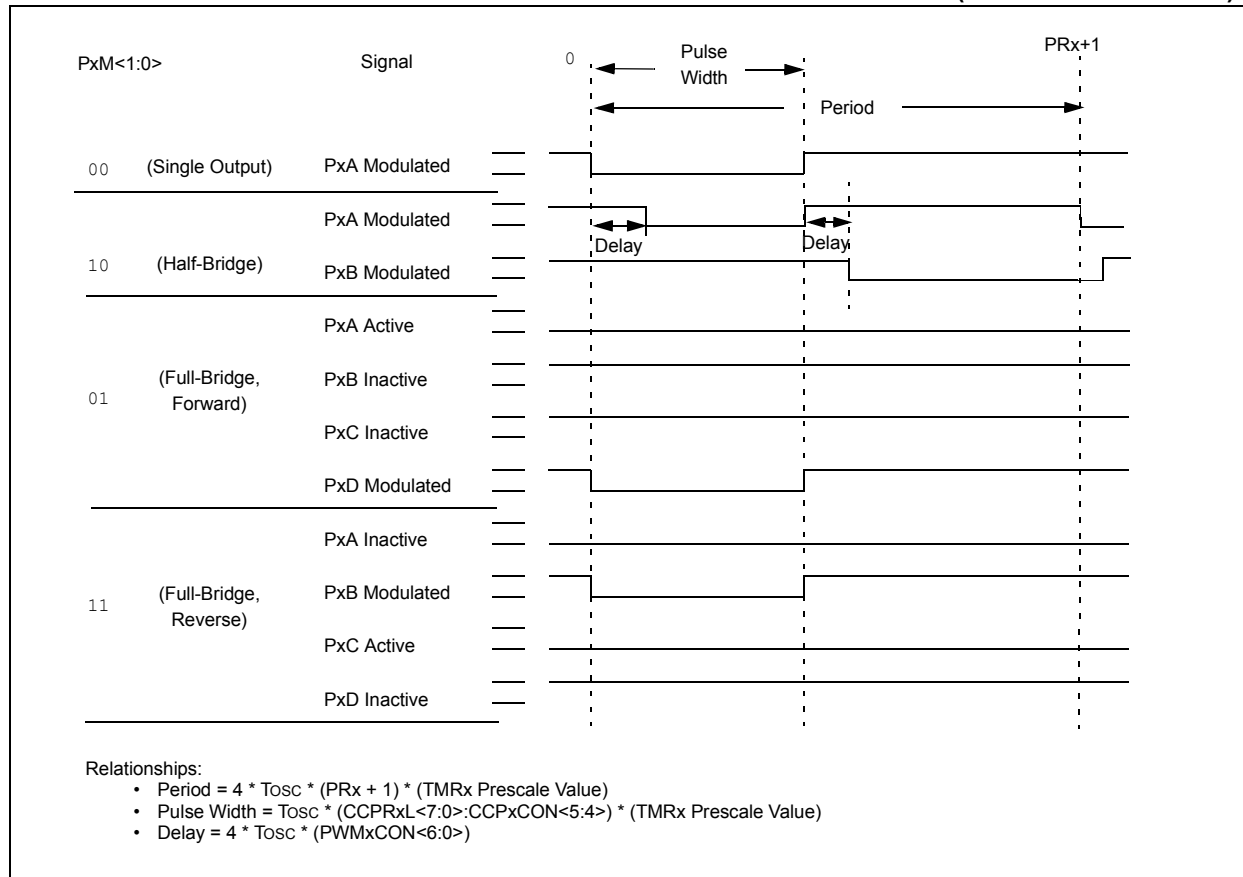 PxM<1:0>
Signal
0
Pulse
Width
PRx+1
Period
00
(Single Output)
PxA Modulated
10
(Half-Bridge)
PxA Modulated
Delay
Delay
PxB Modulated
01
(Full-Bridge,
Forward)
PxA Active
PxB Inactive
PxC Inactive
PxD Modulated
11
(Full-Bridge,
Reverse)
PxA Inactive
PxB Modulated
PxC Active
PxD Inactive
Relationships:
• Period = 4 * TOSC * (PRx + 1) * (TMRx Prescale Value)
• Pulse Width = TOSC * (CCPRxL<7:0>:CCPxCON<5:4>) * (TMRx Prescale Value)
• Delay = 4 * TOSC * (PWMxCON<6:0>)